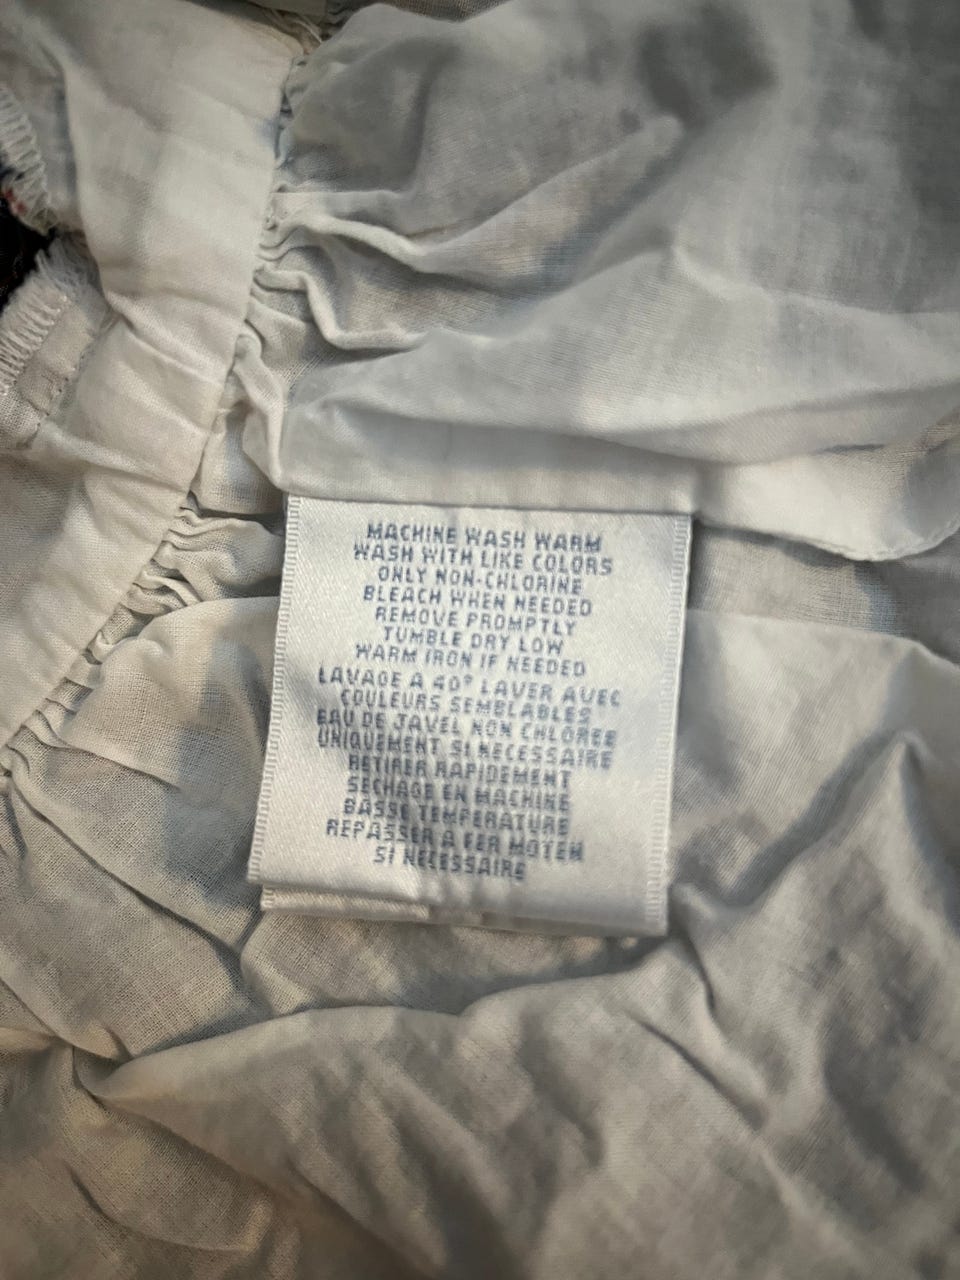 MACHINE WASH WARM
WASH WITH LIKE COLORS
ONLY NON-CHLORINE
BLEACH WHEN NEEDED
REMOVE PROMPTLY
TUMBLE DRY LOW
WARM IRON IF NEEDED
LAVAGE A 40° LAVER AVEC
COULEURS SEMBLABLES
EAU DE JAVEL NON CHLOREE
UNIQUEMENT SI NECESSAIRE
RETIRER RAPIDEMENT
SECHAGE EN MACHINE
BASSE TEMPERATURE
REPASSER A FER MOYEN
SI NECESSAIRE